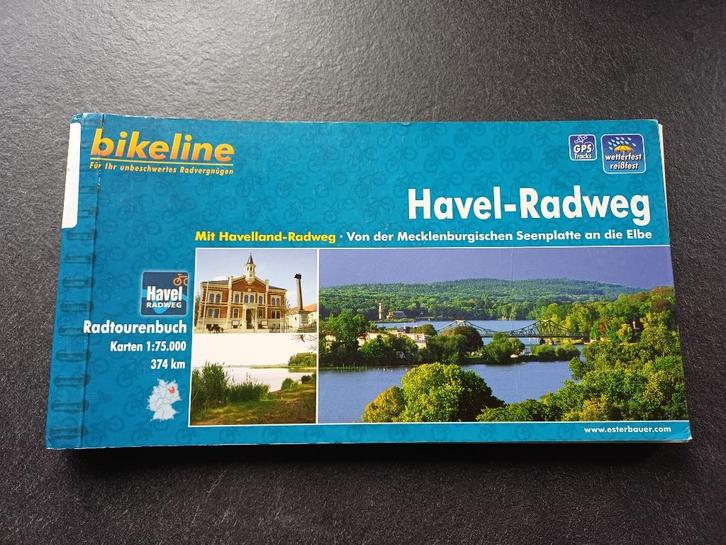 bikeline
Für Ihr unbeschwertes Radvergnügen
GPS
Tracks
wetterfest
reißfest
Havel-Radweg
Mit Havelland-Radweg · Von der Mecklenburgischen Seenplatte an die Elbe
Havel
RADWEG
Radtourenbuch
Karten 1:75.000
374 km
www.esterbauer.com